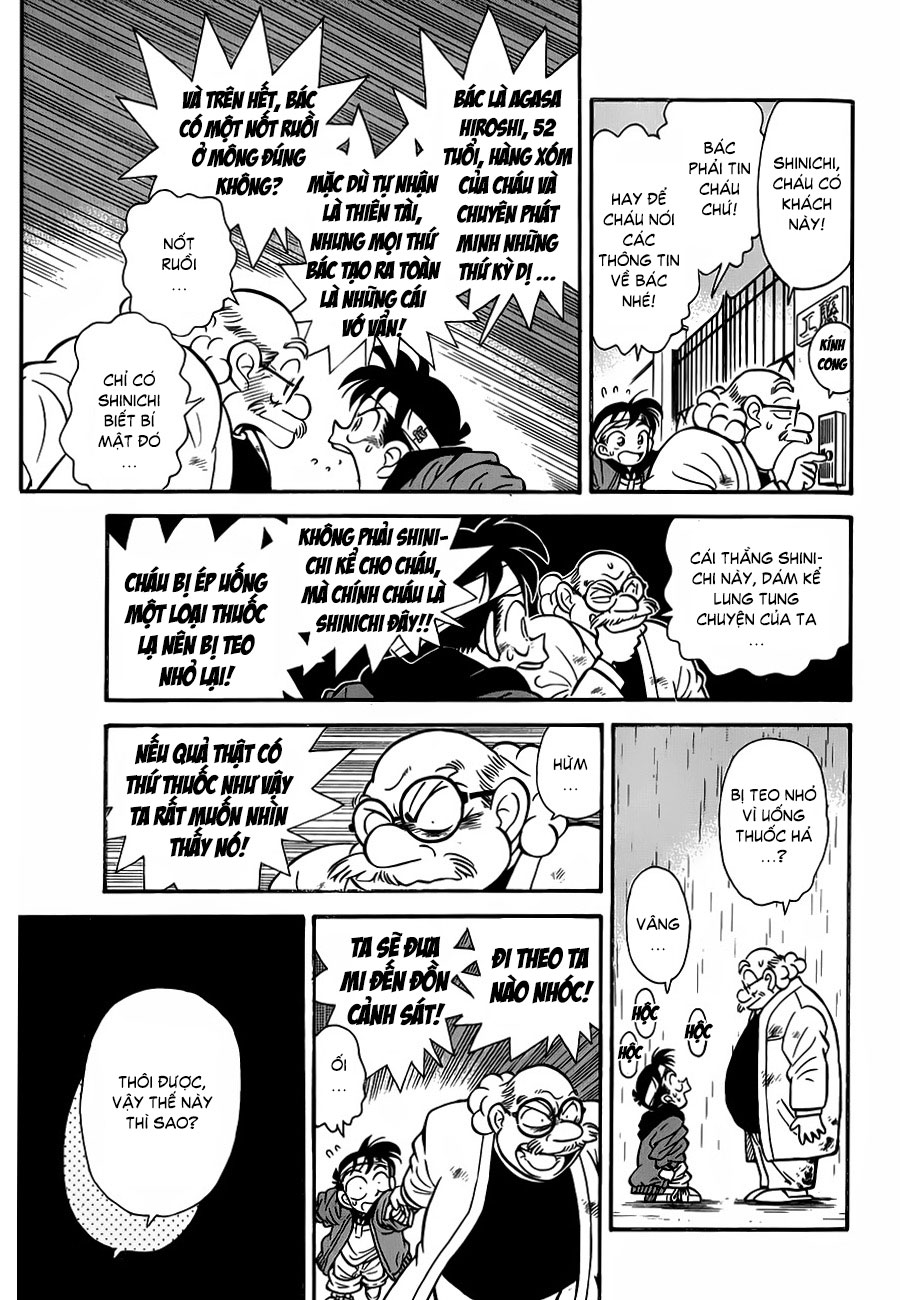 SHINICHI,
CHÁU CÓ
KHÁCH
NÀY!
BÁC
PHẢI TIN
CHÁU
CHỨ!
HAY ĐỂ
CHÁU NÓI
CÁC
THÔNG TIN
VỀ BÁC
NHÉ!
工藤
KÍNH
CONG
BÁC LÀ AGASA
HIROSHI, 52
TUỔI, HÀNG XÓM
CỦA CHÁU VÀ
CHUYÊN PHÁT
MINH NHỮNG
THỨ KỲ DỊ ...
MẶC DÙ TỰ NHẬN
LÀ THIÊN TÀI,
NHƯNG MỌI THỨ
BÁC TẠO RA TOÀN
LÀ NHỮNG CÁI
VỚ VẨN!
VÀ TRÊN HẾT, BÁC
CÓ MỘT NỐT RUỒI
Ở MÔNG ĐÚNG
KHÔNG?
NỐT
RUỒI
...
CHỈ CÓ
SHINICHI
BIẾT BÍ
MẬT ĐÓ
...
CÁI THẰNG SHINI-
CHI NÀY, DÁM KỂ
LUNG TUNG
CHUYỆN CỦA TA
...
KHÔNG PHẢI SHINI-
CHI KỂ CHO CHÁU,
MÀ CHÍNH CHÁU LÀ
SHINICHI ĐÂY!!
CHÁU BỊ ÉP UỐNG
MỘT LOẠI THUỐC
LẠ NÊN BỊ TEO
NHỎ LẠI!
BỊ TEO NHỎ
VÌ UỐNG
THUỐC HẢ
...?
VÂNG
...
HỘC
HỘC
HỘC
HỪM
...
NẾU QUẢ THẬT CÓ
THỨ THUỐC NHƯ VẬY
TA RẤT MUỐN NHÌN
THẤY NÓ!
ĐI THEO TA
NÀO NHÓC!
TA SẼ ĐƯA
MI ĐẾN ĐỒN
CẢNH SÁT!
ỐI
...
THÔI ĐƯỢC,
VẬY THẾ NÀY
THÌ SAO?